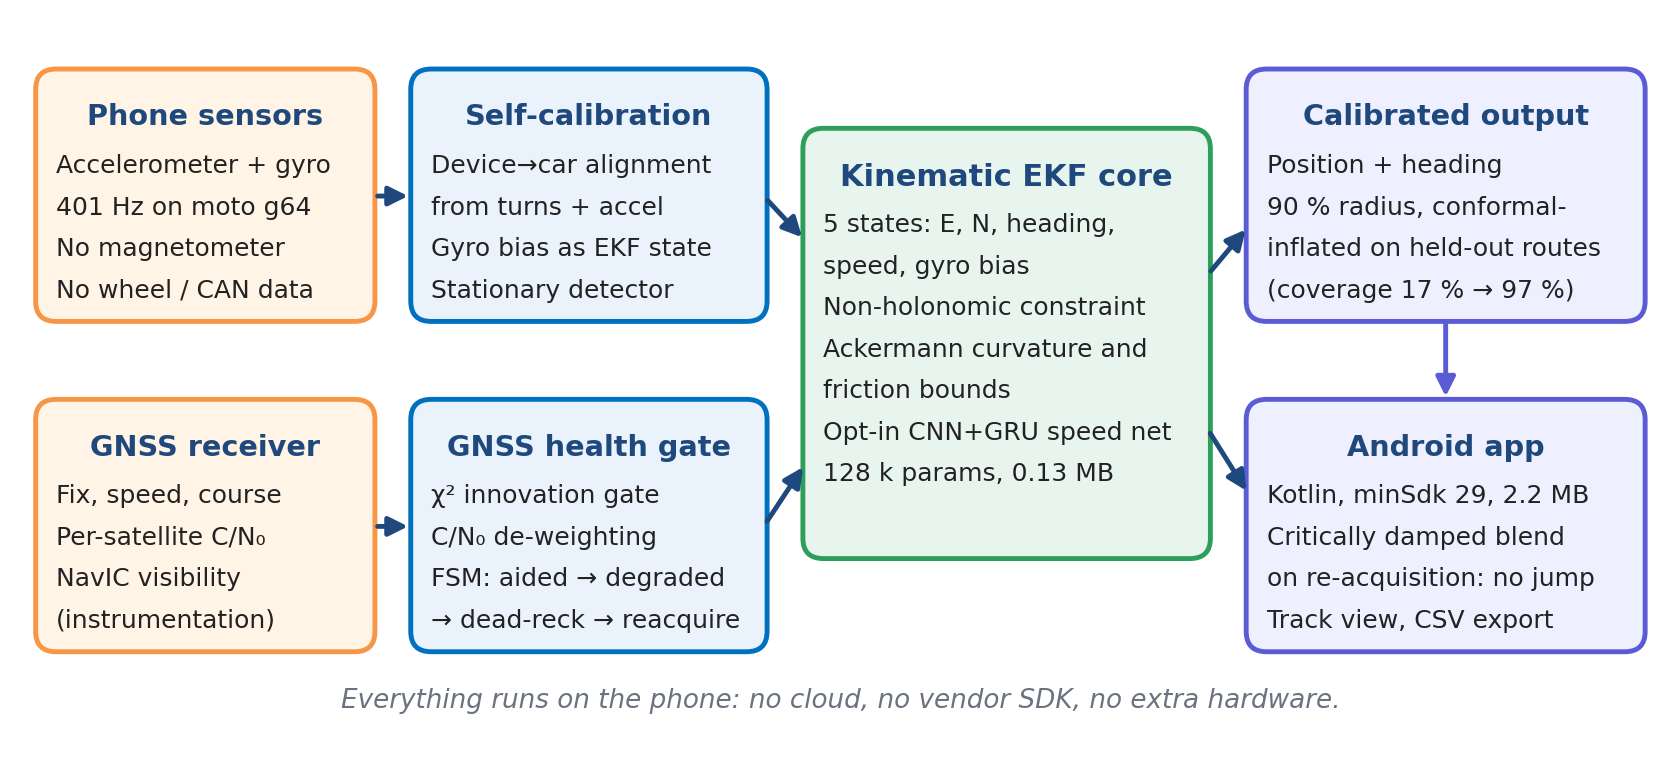 Phone sensors
Accelerometer + gyro
401 Hz on moto g64
No magnetometer
No wheel / CAN data
Self-calibration
Device→car alignment
from turns + accel
Gyro bias as EKF state
Stationary detector
GNSS receiver
Fix, speed, course
Per-satellite C/N₀
NavIC visibility
(instrumentation)
GNSS health gate
χ² innovation gate
C/N₀ de-weighting
FSM: aided → degraded
→ dead-reck → reacquire
Kinematic EKF core
5 states: E, N, heading,
speed, gyro bias
Non-holonomic constraint
Ackermann curvature and
friction bounds
Opt-in CNN+GRU speed net
128 k params, 0.13 MB
Calibrated output
Position + heading
90 % radius, conformal-
inflated on held-out routes
(coverage 17 % → 97 %)
Android app
Kotlin, minSdk 29, 2.2 MB
Critically damped blend
on re-acquisition: no jump
Track view, CSV export
Everything runs on the phone: no cloud, no vendor SDK, no extra hardware.